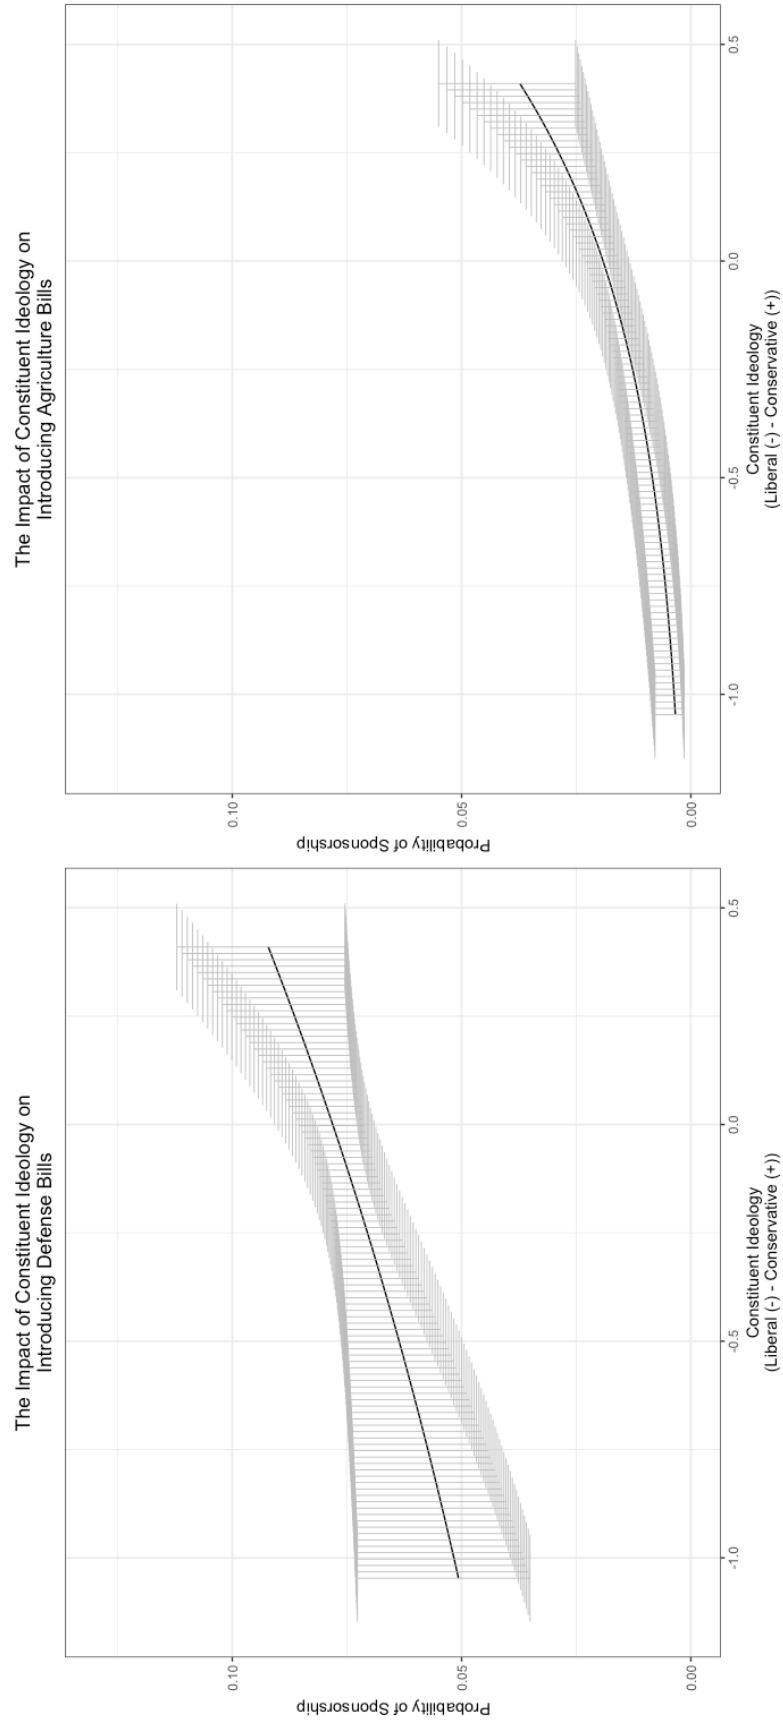 The Impact of Constituent Ideology on
Introducing Defense Bills
Probability of Sponsorship
0.10
0.05
0.00
-1.0
-0.5
0.0
0.5
Constituent Ideology
(Liberal (-) - Conservative (+))
The Impact of Constituent Ideology on
Introducing Agriculture Bills
Probability of Sponsorship
0.10
0.05
0.00
-1.0
-0.5
0.0
0.5
Constituent Ideology
(Liberal (-) - Conservative (+))